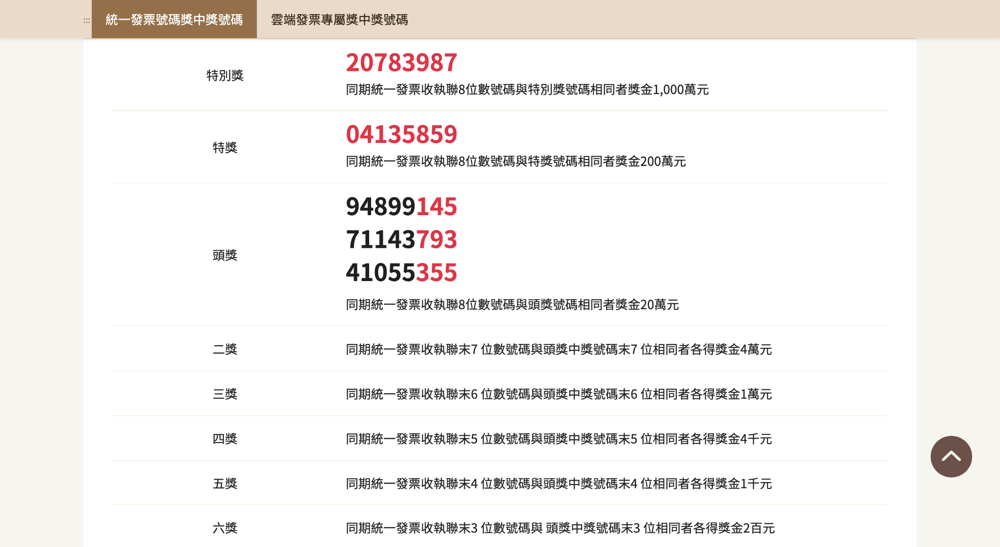 統一發票號碼獎中獎號碼
雲端發票專屬獎中獎號碼
特別獎
20783987
同期統一發票收執聯8位數號碼與特別獎號碼相同者獎金1,000萬元
特獎
04135859
同期統一發票收執聯8位數號碼與特獎號碼相同者獎金200萬元
頭獎
94899145
71143793
41055355
同期統一發票收執聯8位數號碼與頭獎號碼相同者獎金20萬元
二獎
同期統一發票收執聯末7 位數號碼與頭獎中獎號碼末7 位相同者各得獎金4萬元
三獎
同期統一發票收執聯末6 位數號碼與頭獎中獎號碼末6 位相同者各得獎金1萬元
四獎
同期統一發票收執聯末5 位數號碼與頭獎中獎號碼末5 位相同者各得獎金4千元
五獎
同期統一發票收執聯末4 位數號碼與頭獎中獎號碼末4 位相同者各得獎金1千元
六獎
同期統一發票收執聯末3 位數號碼與 頭獎中獎號碼末3 位相同者各得獎金2百元